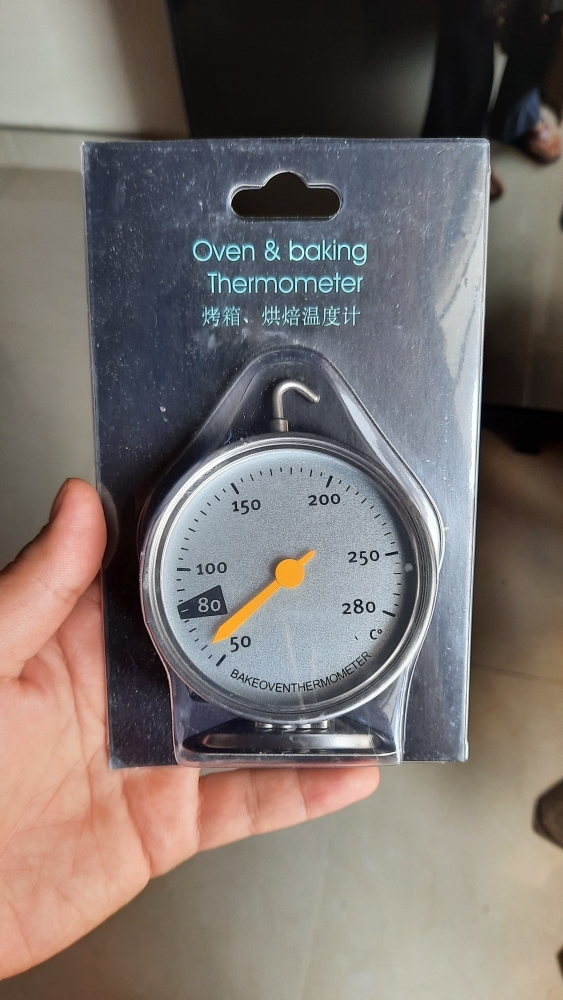 Oven & baking
Thermometer
烤箱、烘焙温度计
150
200
100
250
80
280
50
C°
BAKEOVENTHERMOMETER